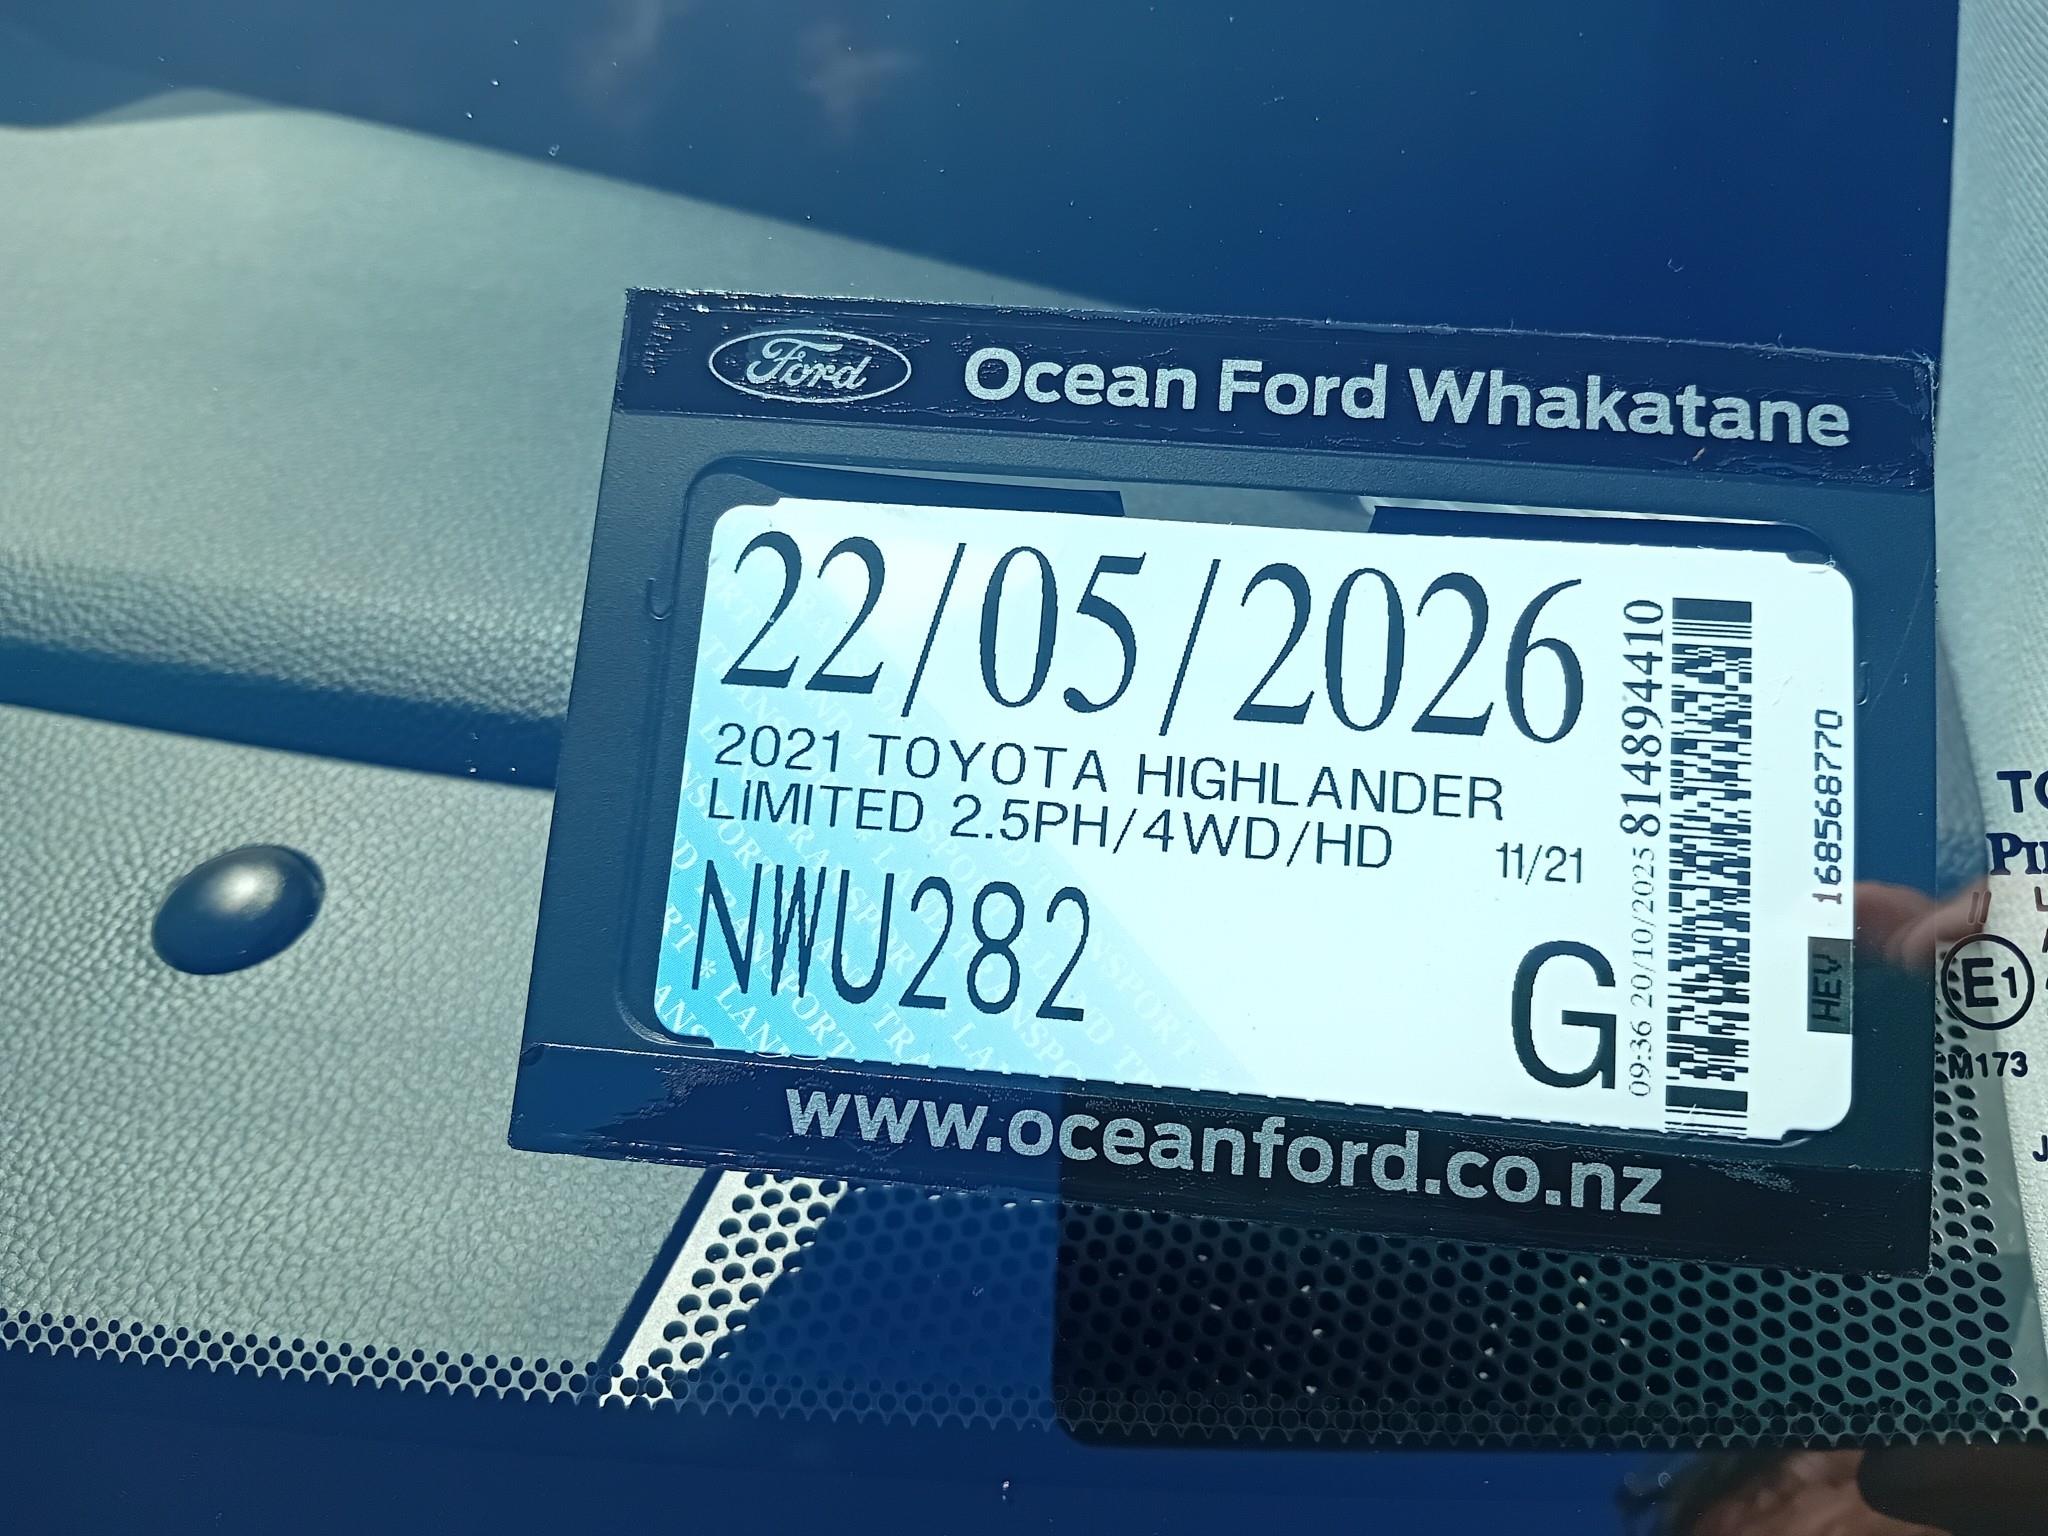 Ford Ocean Ford Whakatane
22/05/2026
2021 TOYOTA HIGHLANDER
LIMITED 2.5PH/4WD/HD 11/21
NWU282
G
09:36 20/10/2025 814894410
1685687770
HEV
www.oceanford.co.nz
E1
M173